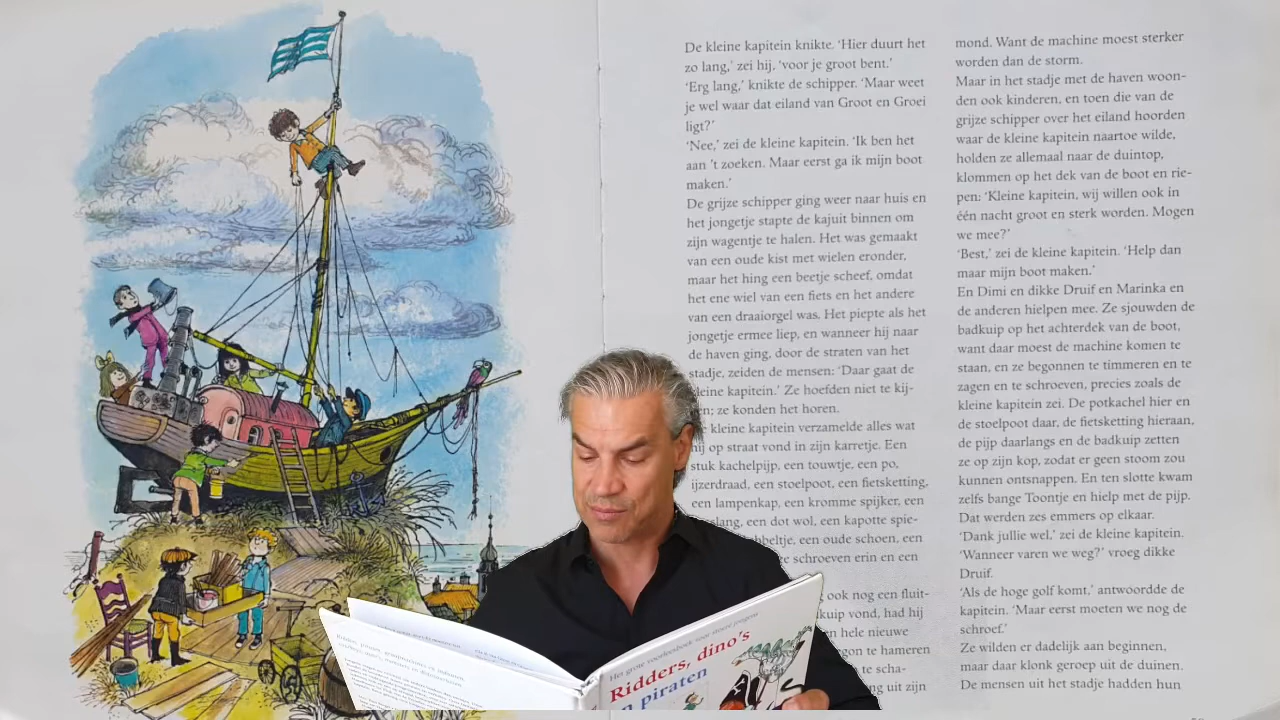 De kleine kapitein knikte. 'Hier duurt het
zo lang,' zei hij, 'voor je groot bent.'
'Erg lang,' knikte de schipper. 'Maar weet
je wel waar dat eiland van Groot en Groei
ligt?'
'Nee,' zei de kleine kapitein. 'Ik ben het
aan 't zoeken. Maar eerst ga ik mijn boot
maken.'
De grijze schipper ging weer naar huis en
het jongetje stapte de kajuit binnen om
zijn wagentje te halen. Het was gemaakt
van een oude kist met wielen eronder,
maar het hing een beetje scheef, omdat
het ene wiel van een fiets en het andere
van een draaiorgel was. Het piepte als het
jongetje ermee liep, en wanneer hij naar
de haven ging, door de straten van het
stadje, zeiden de mensen: 'Daar gaat de
kleine kapitein.' Ze hoefden niet te kij-
ken; ze konden het horen.
kleine kapitein verzamelde alles wat
hij op straat vond in zijn karretje. Een
stuk kachelpijp, een touwtje, een po,
ijzerdraad, een stoelpoot, een fietsketting,
een lampenkap, een kromme spijker, een
slang, een dot wol, een kapotte spie-
een oude schoen, een
schroeven erin en een
ook nog een fluit-
vond, had hij
hele nieuwe
te hameren
te scha-
uit zijn
mond. Want de machine moest sterker
worden dan de storm.
Maar in het stadje met de haven woon-
den ook kinderen, en toen die van de
grijze schipper over het eiland hoorden
waar de kleine kapitein naartoe wilde,
holden ze allemaal naar de duintop,
klommen op het dek van de boot en rie-
pen: 'Kleine kapitein, wij willen ook in
één nacht groot en sterk worden. Mogen
we mee?'
'Best,' zei de kleine kapitein. 'Help dan
maar mijn boot maken.'
En Dimi en dikke Druif en Marinka en
de anderen hielpen mee. Ze sjouwden de
badkuip op het achterdek van de boot,
want daar moest de machine komen te
staan, en ze begonnen te timmeren en te
zagen en te schroeven, precies zoals de
kleine kapitein zei. De potkachel hier en
de stoelpoot daar, de fietsketting hieraan,
de pijp daarlangs en de badkuip zetten
ze op zijn kop, zodat er geen stoom zou
kunnen ontsnappen. En ten slotte kwam
zelfs bange Toontje en hielp met de pijp.
Dat werden zes emmers op elkaar.
'Dank jullie wel,' zei de kleine kapitein.
'Wanneer varen we weg?' vroeg dikke
Druif.
'Als de hoge golf komt,' antwoordde de
kapitein. 'Maar eerst moeten we nog de
schroef.'
Ze wilden er dadelijk aan beginnen,
maar daar klonk geroep in de duinen.
De mensen uit het stadje kwamen hun
Het grote voorleesboek voor stoere jongens
Ridders, dino's
en piraten